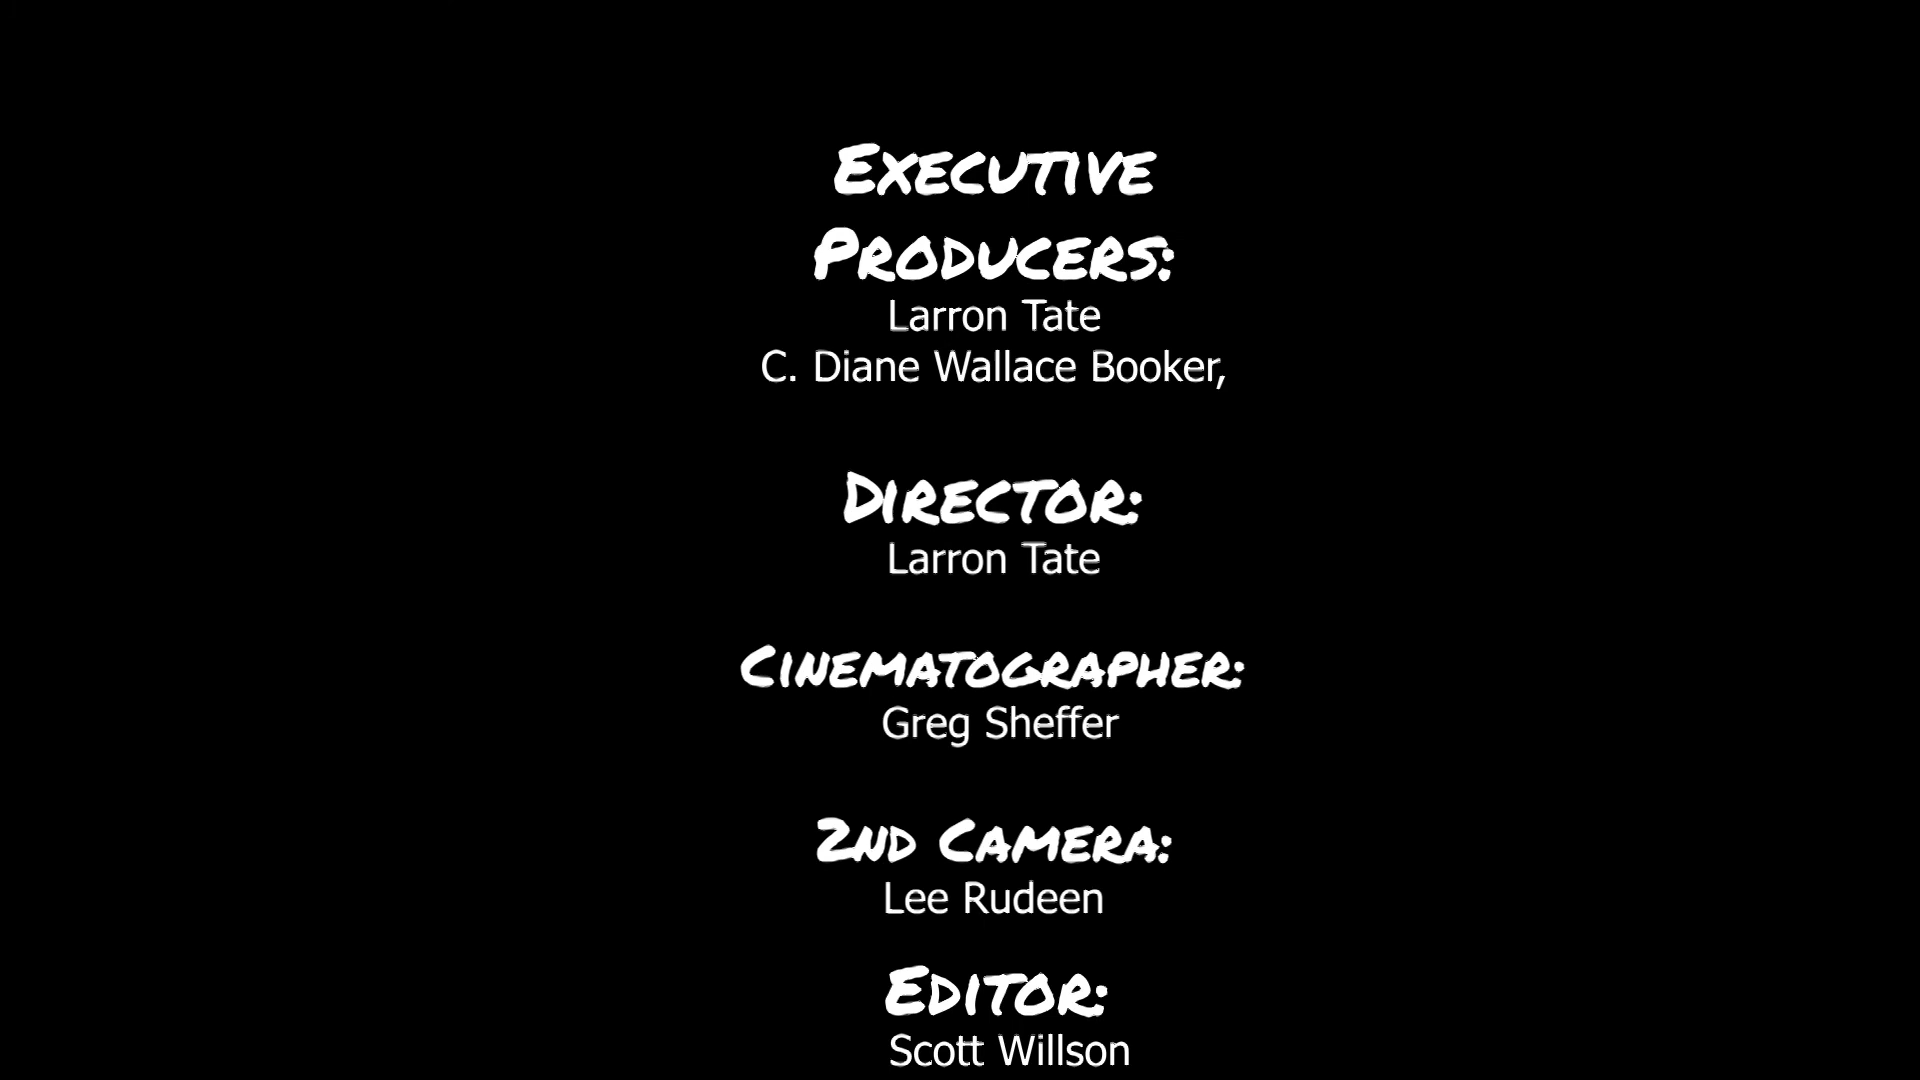 Executive
Producers:
Larron Tate
C. Diane Wallace Booker,
Director:
Larron Tate
Cinematographer:
Greg Sheffer
2nd Camera:
Lee Rudeen
Editor:
Scott Willson